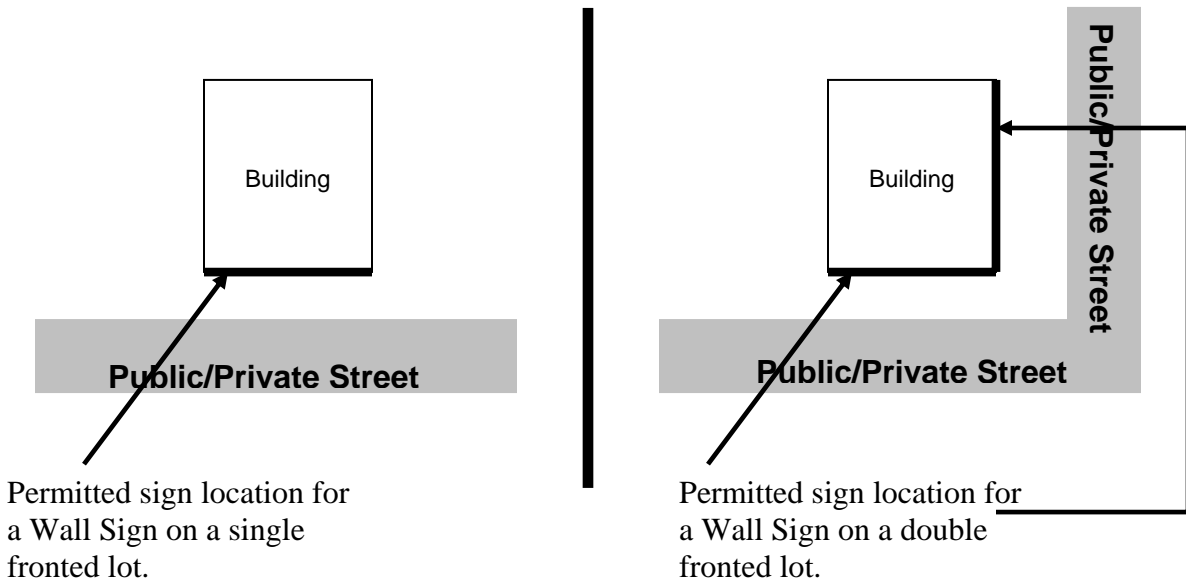 Building
Public/Private Street
Permitted sign location for
a Wall Sign on a single
fronted lot.
Building
Public/Private Street
Public/Private Street
Permitted sign location for
a Wall Sign on a double
fronted lot.